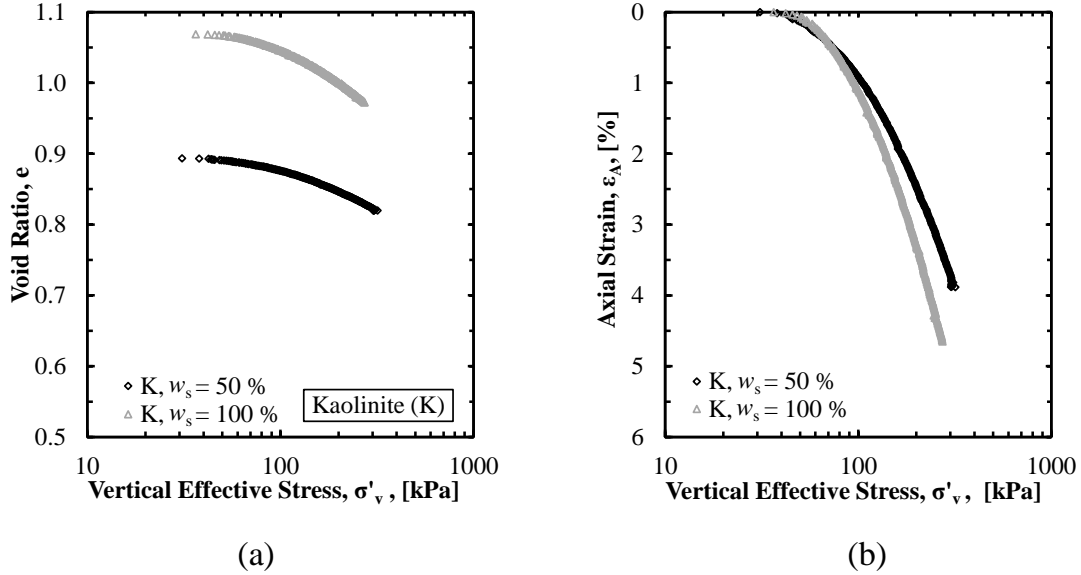 1.1
1.0
0.9
0.8
0.7
0.6
0.5
Void Ratio, e
K, wₛ = 50 %
K, wₛ = 100 %
Kaolinite (K)
10
100
1000
Vertical Effective Stress, σ'ᵥ , [kPa]
(a)
0
1
2
3
4
5
6
Axial Strain, ε_A, [%]
K, wₛ = 50 %
K, wₛ = 100 %
10
100
1000
Vertical Effective Stress, σ'ᵥ, [kPa]
(b)